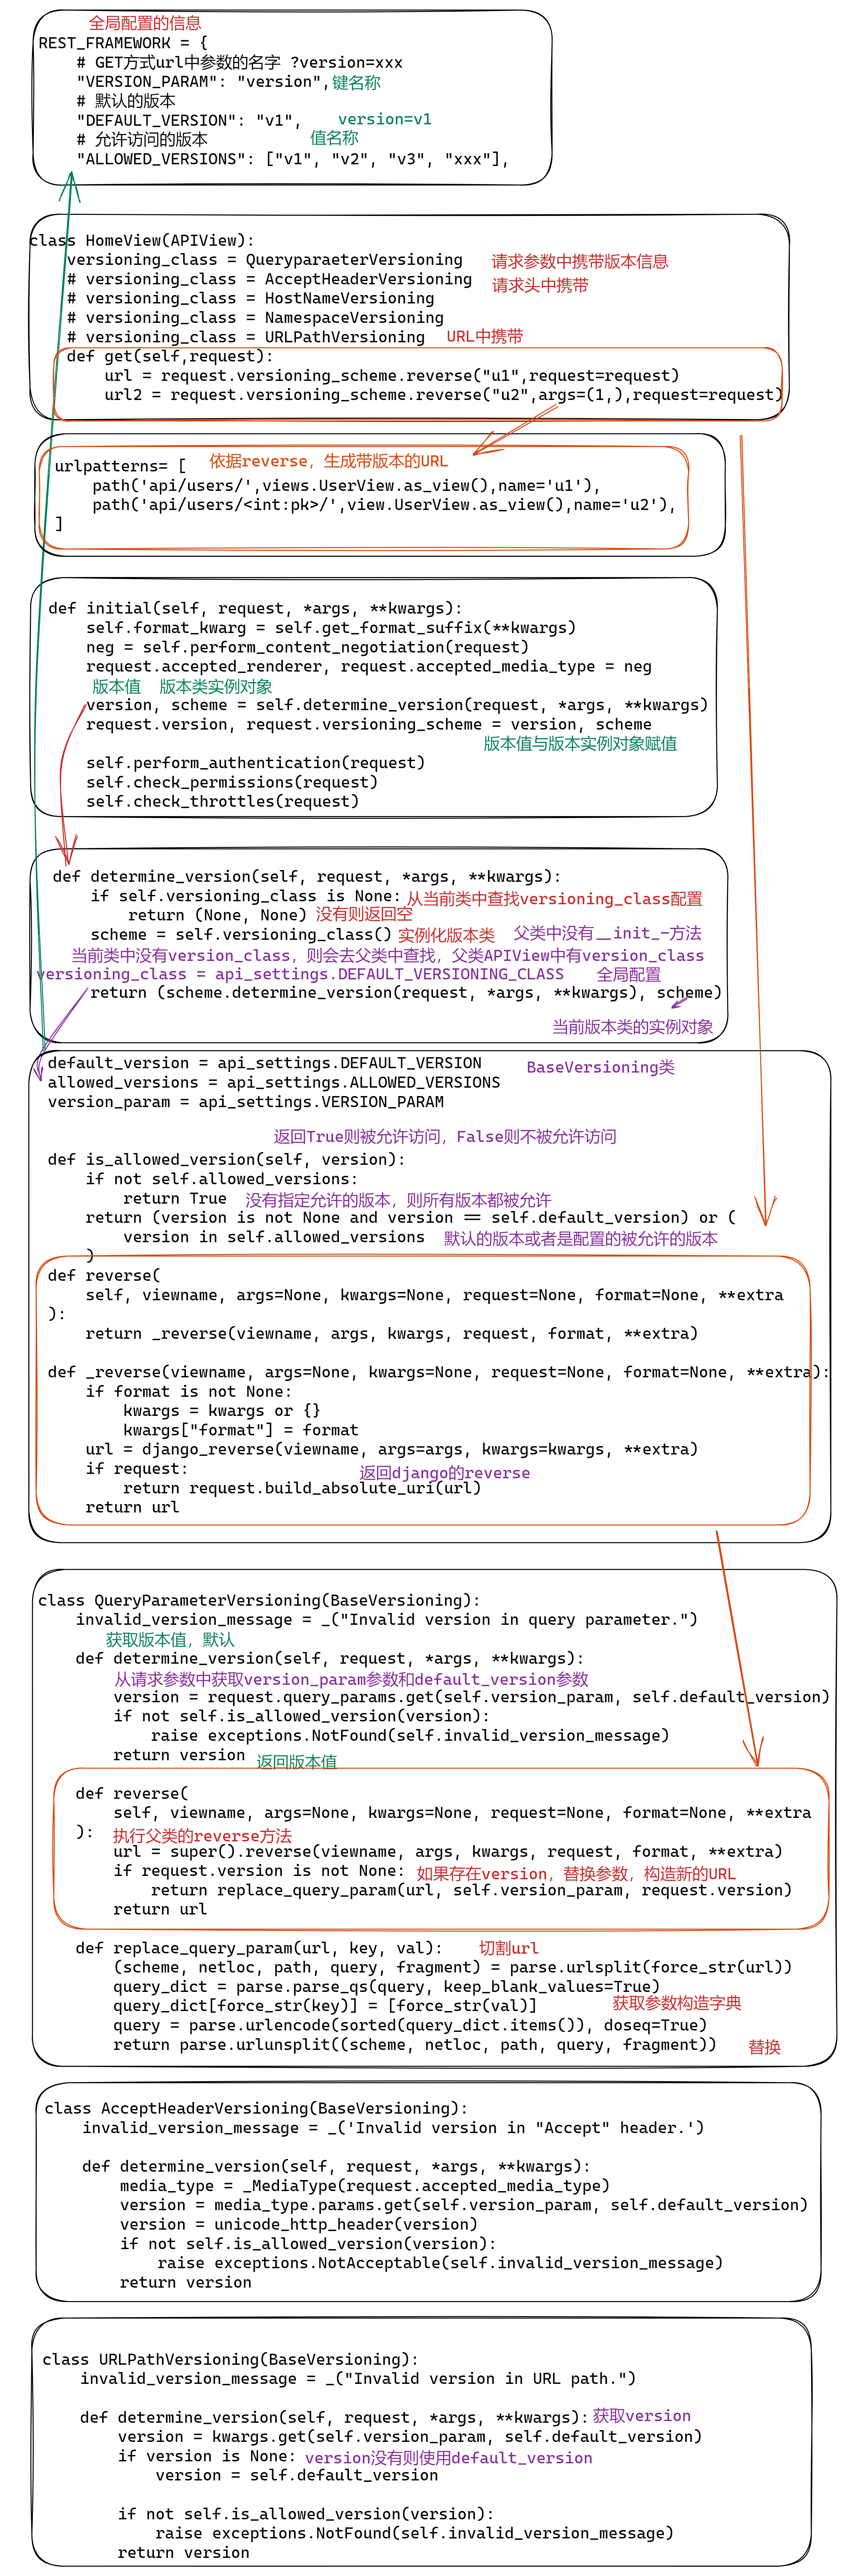 全局配置的信息
REST_FRAMEWORK = {
    # GET方式url中参数的名字 ?version=xxx
    "VERSION_PARAM": "version",键名称
    # 默认的版本
    "DEFAULT_VERSION": "v1",    version=v1
    # 允许访问的版本    值名称
    "ALLOWED_VERSIONS": ["v1", "v2", "v3", "xxx"],
class HomeView(APIView):
    versioning_class = QueryparaeterVersioning    请求参数中携带版本信息
    # versioning_class = AcceptHeaderVersioning    请求头中携带
    # versioning_class = HostNameVersioning
    # versioning_class = NamespaceVersioning
    # versioning_class = URLPathVersioning    URL中携带
    def get(self,request):
        url = request.versioning_scheme.reverse("u1",request=request)
        url2 = request.versioning_scheme.reverse("u2",args=(1,),request=request)
urlpatterns= [    依据reverse，生成带版本的URL
    path('api/users/',views.UserView.as_view(),name='u1'),
    path('api/users/<int:pk>/',view.UserView.as_view(),name='u2'),
]
def initial(self, request, *args, **kwargs):
    self.format_kwarg = self.get_format_suffix(**kwargs)
    neg = self.perform_content_negotiation(request)
    request.accepted_renderer, request.accepted_media_type = neg
    版本值    版本类实例对象
    version, scheme = self.determine_version(request, *args, **kwargs)
    request.version, request.versioning_scheme = version, scheme
    版本值与版本实例对象赋值
    self.perform_authentication(request)
    self.check_permissions(request)
    self.check_throttles(request)
def determine_version(self, request, *args, **kwargs):
    if self.versioning_class is None: 从当前类中查找versioning_class配置
        return (None, None) 没有则返回空
    scheme = self.versioning_class() 实例化版本类    父类中没有__init_-方法
    当前类中没有version_class，则会去父类中查找，父类APIView中有version_class
versioning_class = api_settings.DEFAULT_VERSIONING_CLASS    全局配置
    return (scheme.determine_version(request, *args, **kwargs), scheme)
当前版本类的实例对象
default_version = api_settings.DEFAULT_VERSION    BaseVersioning类
allowed_versions = api_settings.ALLOWED_VERSIONS
version_param = api_settings.VERSION_PARAM
返回True则被允许访问，False则不被允许访问
def is_allowed_version(self, version):
    if not self.allowed_versions:
        return True    没有指定允许的版本，则所有版本都被允许
    return (version is not None and version == self.default_version) or (
        version in self.allowed_versions    默认的版本或者是配置的被允许的版本
    )
def reverse(
    self, viewname, args=None, kwargs=None, request=None, format=None, **extra
):
    return _reverse(viewname, args, kwargs, request, format, **extra)
def _reverse(viewname, args=None, kwargs=None, request=None, format=None, **extra):
    if format is not None:
        kwargs = kwargs or {}
        kwargs["format"] = format
    url = django_reverse(viewname, args=args, kwargs=kwargs, **extra)
    if request:    返回django的reverse
        return request.build_absolute_uri(url)
    return url
class QueryParameterVersioning(BaseVersioning):
    invalid_version_message = _("Invalid version in query parameter.")
    获取版本值，默认
    def determine_version(self, request, *args, **kwargs):
        从请求参数中获取version_param参数和default_version参数
        version = request.query_params.get(self.version_param, self.default_version)
        if not self.is_allowed_version(version):
            raise exceptions.NotFound(self.invalid_version_message)
        return version 返回版本值
    def reverse(
        self, viewname, args=None, kwargs=None, request=None, format=None, **extra
    ): 执行父类的reverse方法
        url = super().reverse(viewname, args, kwargs, request, format, **extra)
        if request.version is not None: 如果存在version，替换参数，构造新的URL
            return replace_query_param(url, self.version_param, request.version)
        return url
    def replace_query_param(url, key, val):    切割url
        (scheme, netloc, path, query, fragment) = parse.urlsplit(force_str(url))
        query_dict = parse.parse_qs(query, keep_blank_values=True)
        query_dict[force_str(key)] = [force_str(val)]    获取参数构造字典
        query = parse.urlencode(sorted(query_dict.items()), doseq=True)
        return parse.urlunsplit((scheme, netloc, path, query, fragment))    替换
class AcceptHeaderVersioning(BaseVersioning):
    invalid_version_message = _('Invalid version in "Accept" header.')
    def determine_version(self, request, *args, **kwargs):
        media_type = _MediaType(request.accepted_media_type)
        version = media_type.params.get(self.version_param, self.default_version)
        version = unicode_http_header(version)
        if not self.is_allowed_version(version):
            raise exceptions.NotAcceptable(self.invalid_version_message)
        return version
class URLPathVersioning(BaseVersioning):
    invalid_version_message = _("Invalid version in URL path.")
    def determine_version(self, request, *args, **kwargs): 获取version
        version = kwargs.get(self.version_param, self.default_version)
        if version is None: version没有则使用default_version
            version = self.default_version
        if not self.is_allowed_version(version):
            raise exceptions.NotFound(self.invalid_version_message)
        return version